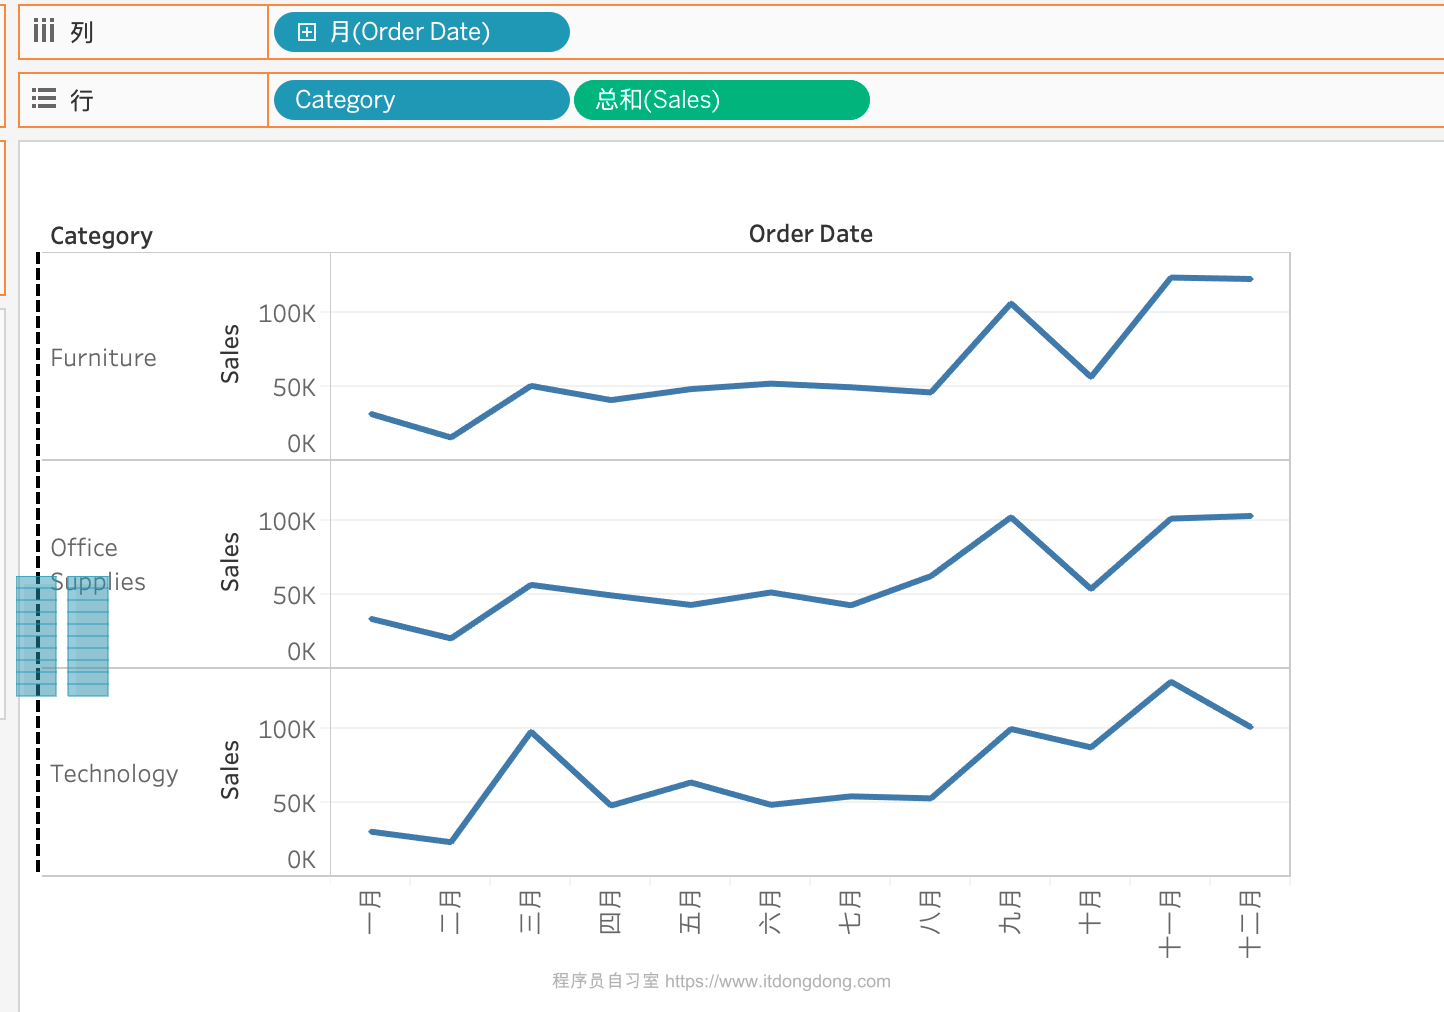 列
月(Order Date)
行
Category
总和(Sales)
Category
Order Date
Furniture
Sales
100K
50K
0K
Office
Supplies
Sales
100K
50K
0K
Technology
Sales
100K
50K
0K
一月
二月
三月
四月
五月
六月
七月
八月
九月
十月
十一月
十二月
程序员自习室 https://www.itdongdong.com